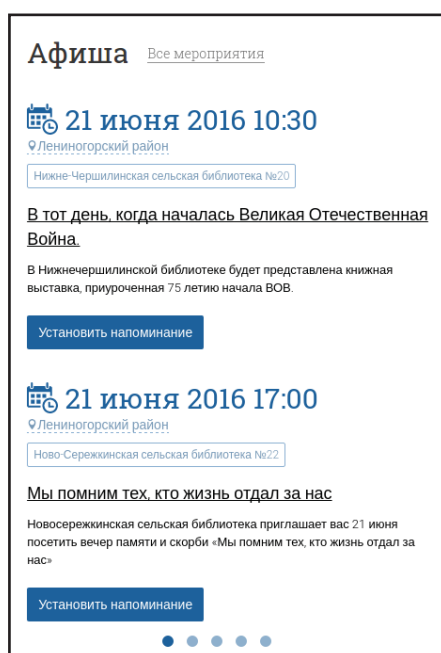 Афиша Все мероприятия
21 июня 2016 10:30
Лениногорский район
Нижне-Чершилинская сельская библиотека №20
В тот день, когда началась Великая Отечественная
Война.
В Нижнечершилинской библиотеке будет представлена книжная
выставка, приуроченная 75 летию начала ВОВ.
Установить напоминание
21 июня 2016 17:00
Лениногорский район
Ново-Сережкинская сельская библиотека №22
Мы помним тех, кто жизнь отдал за нас
Новосережкинская сельская библиотека приглашает вас 21 июня
посетить вечер памяти и скорби «Мы помним тех, кто жизнь отдал за
нас»
Установить напоминание